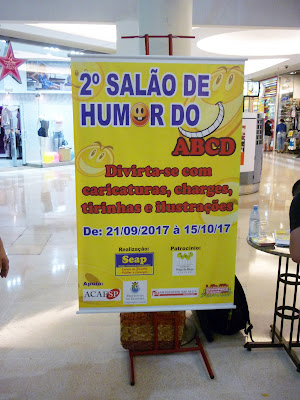 2º SALÃO DE
HUMOR DO
ABCD
Divirta-se com
caricaturas, charges,
tirinhas e ilustrações
De: 21/09/2017 à 15/10/17
Realização:
Seap
Patrocínio:
Apoio:
ACAPSP